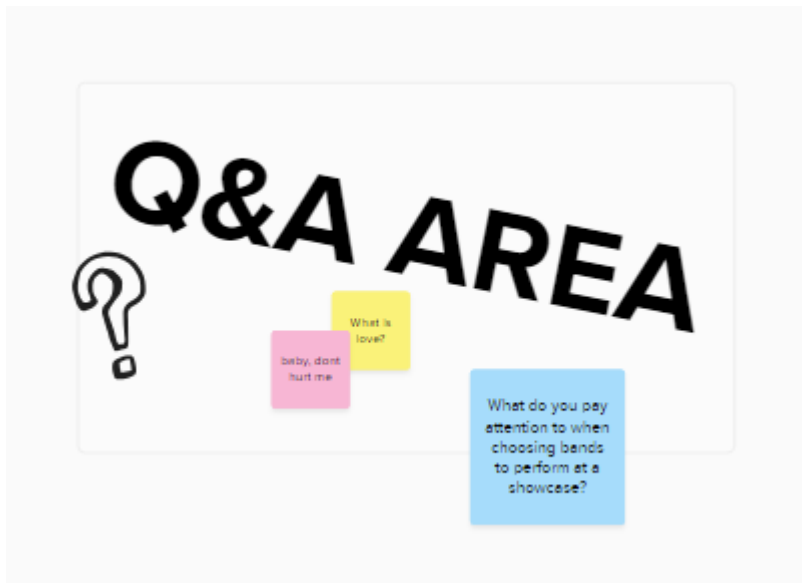 Q&A AREA
What is
love?
baby, dont
hurt me
What do you pay
attention to when
choosing bands
to perform at a
showcase?